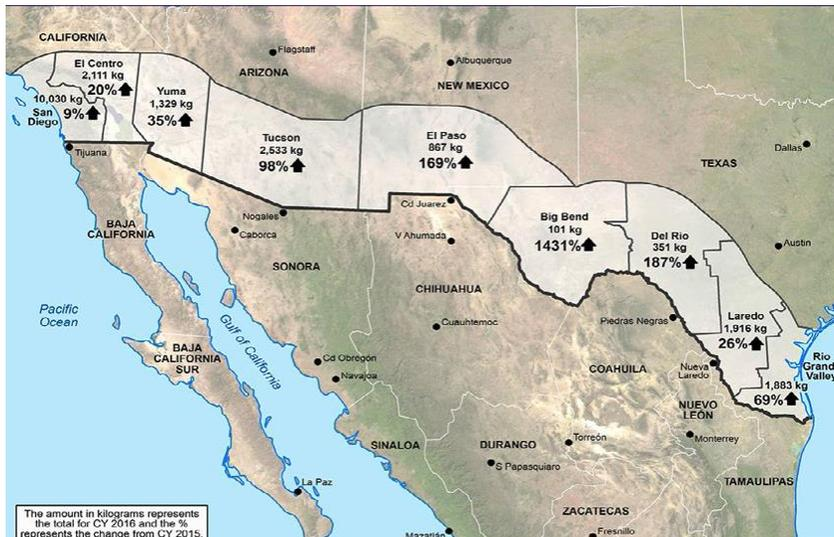 CALIFORNIA
El Centro
2,111 kg
20%
10,030 kg
9%
San
Diego
Yuma
1,329 kg
35%
Flagstaff
ARIZONA
Albuquerque
NEW MEXICO
Tucson
2,533 kg
98%
El Paso
867 kg
169%
Dallas
TEXAS
Tijuana
Cd Juarez
Nogales
Caborca
V Ahumada
BAJA
CALIFORNIA
SONORA
Big Bend
101 kg
1431%
Del Rio
351 kg
187%
Austin
CHIHUAHUA
Pacific
Ocean
Gulf of California
Cuauhtemoc
Piedras Negras
Laredo
1,916 kg
26%
Rio
Grand
Valley
1,883 kg
69%
BAJA
CALIFORNIA
SUR
Cd Obregón
Navajoa
COAHUILA
Nueva
Laredo
NUEVO
LEÓN
Monterrey
SINALOA
DURANGO
Torreón
S Papasquiaro
La Paz
TAMAULIPAS
ZACATECAS
Fresnillo
Mazatlán
The amount in kilograms represents
the total for CY 2016 and the %
represents the change from CY 2015.